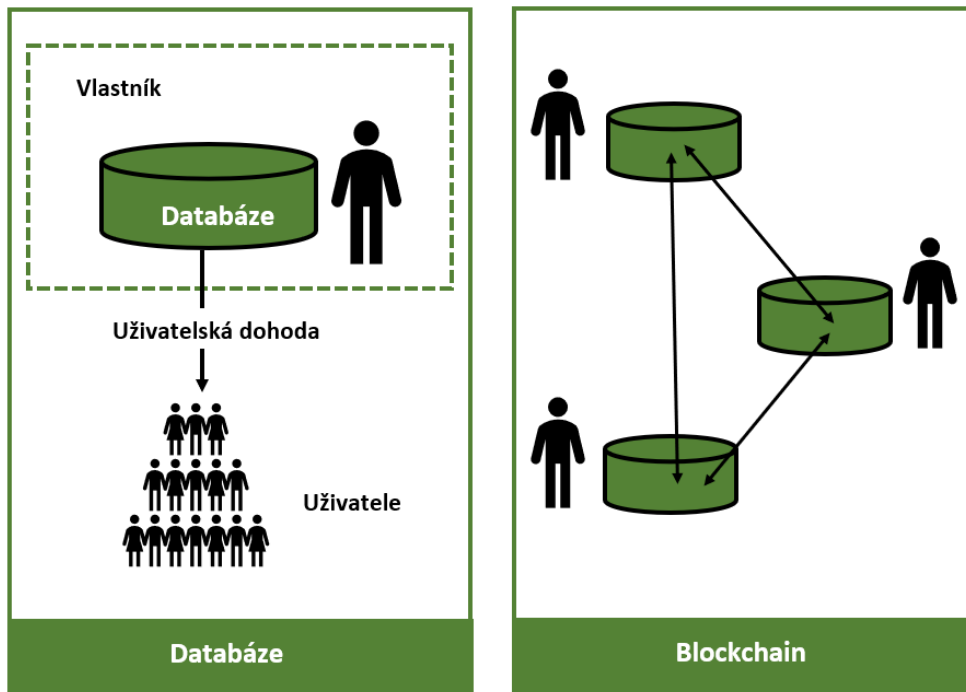 Vlastník
Databáze
Uživatelská dohoda
Uživatele
Databáze
Blockchain